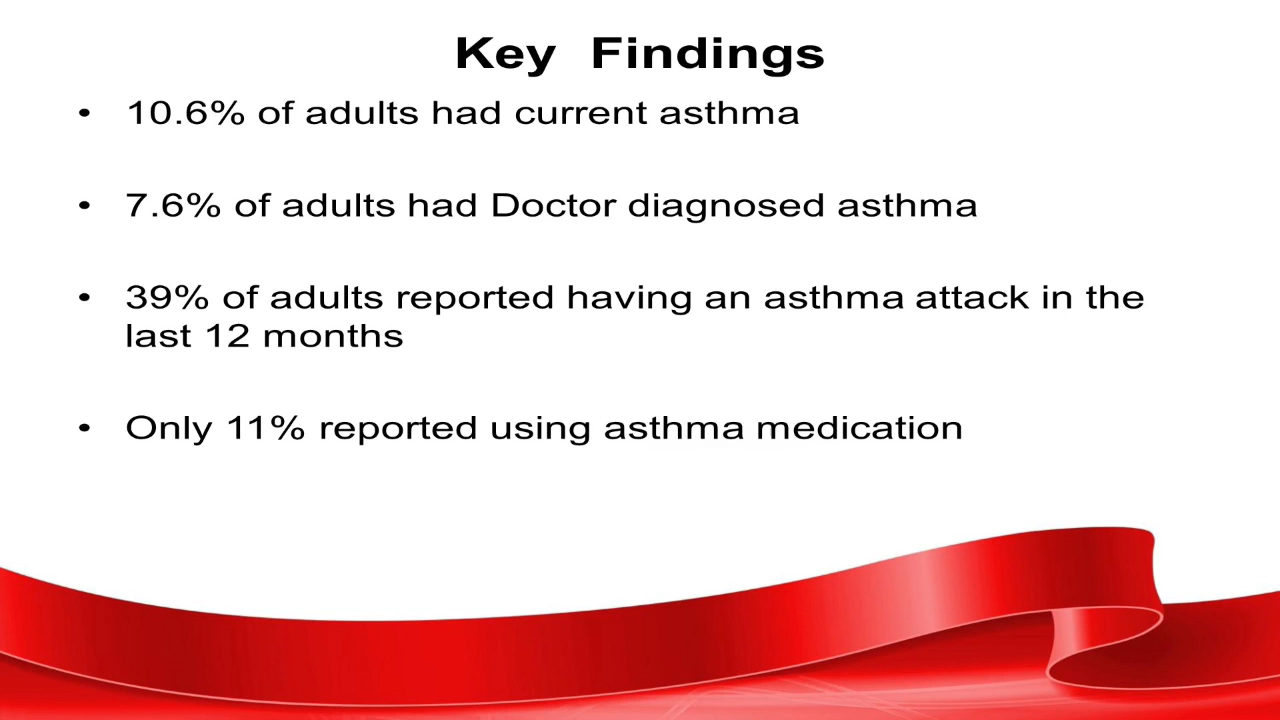 Key Findings
• 10.6% of adults had current asthma
• 7.6% of adults had Doctor diagnosed asthma
• 39% of adults reported having an asthma attack in the
last 12 months
• Only 11% reported using asthma medication